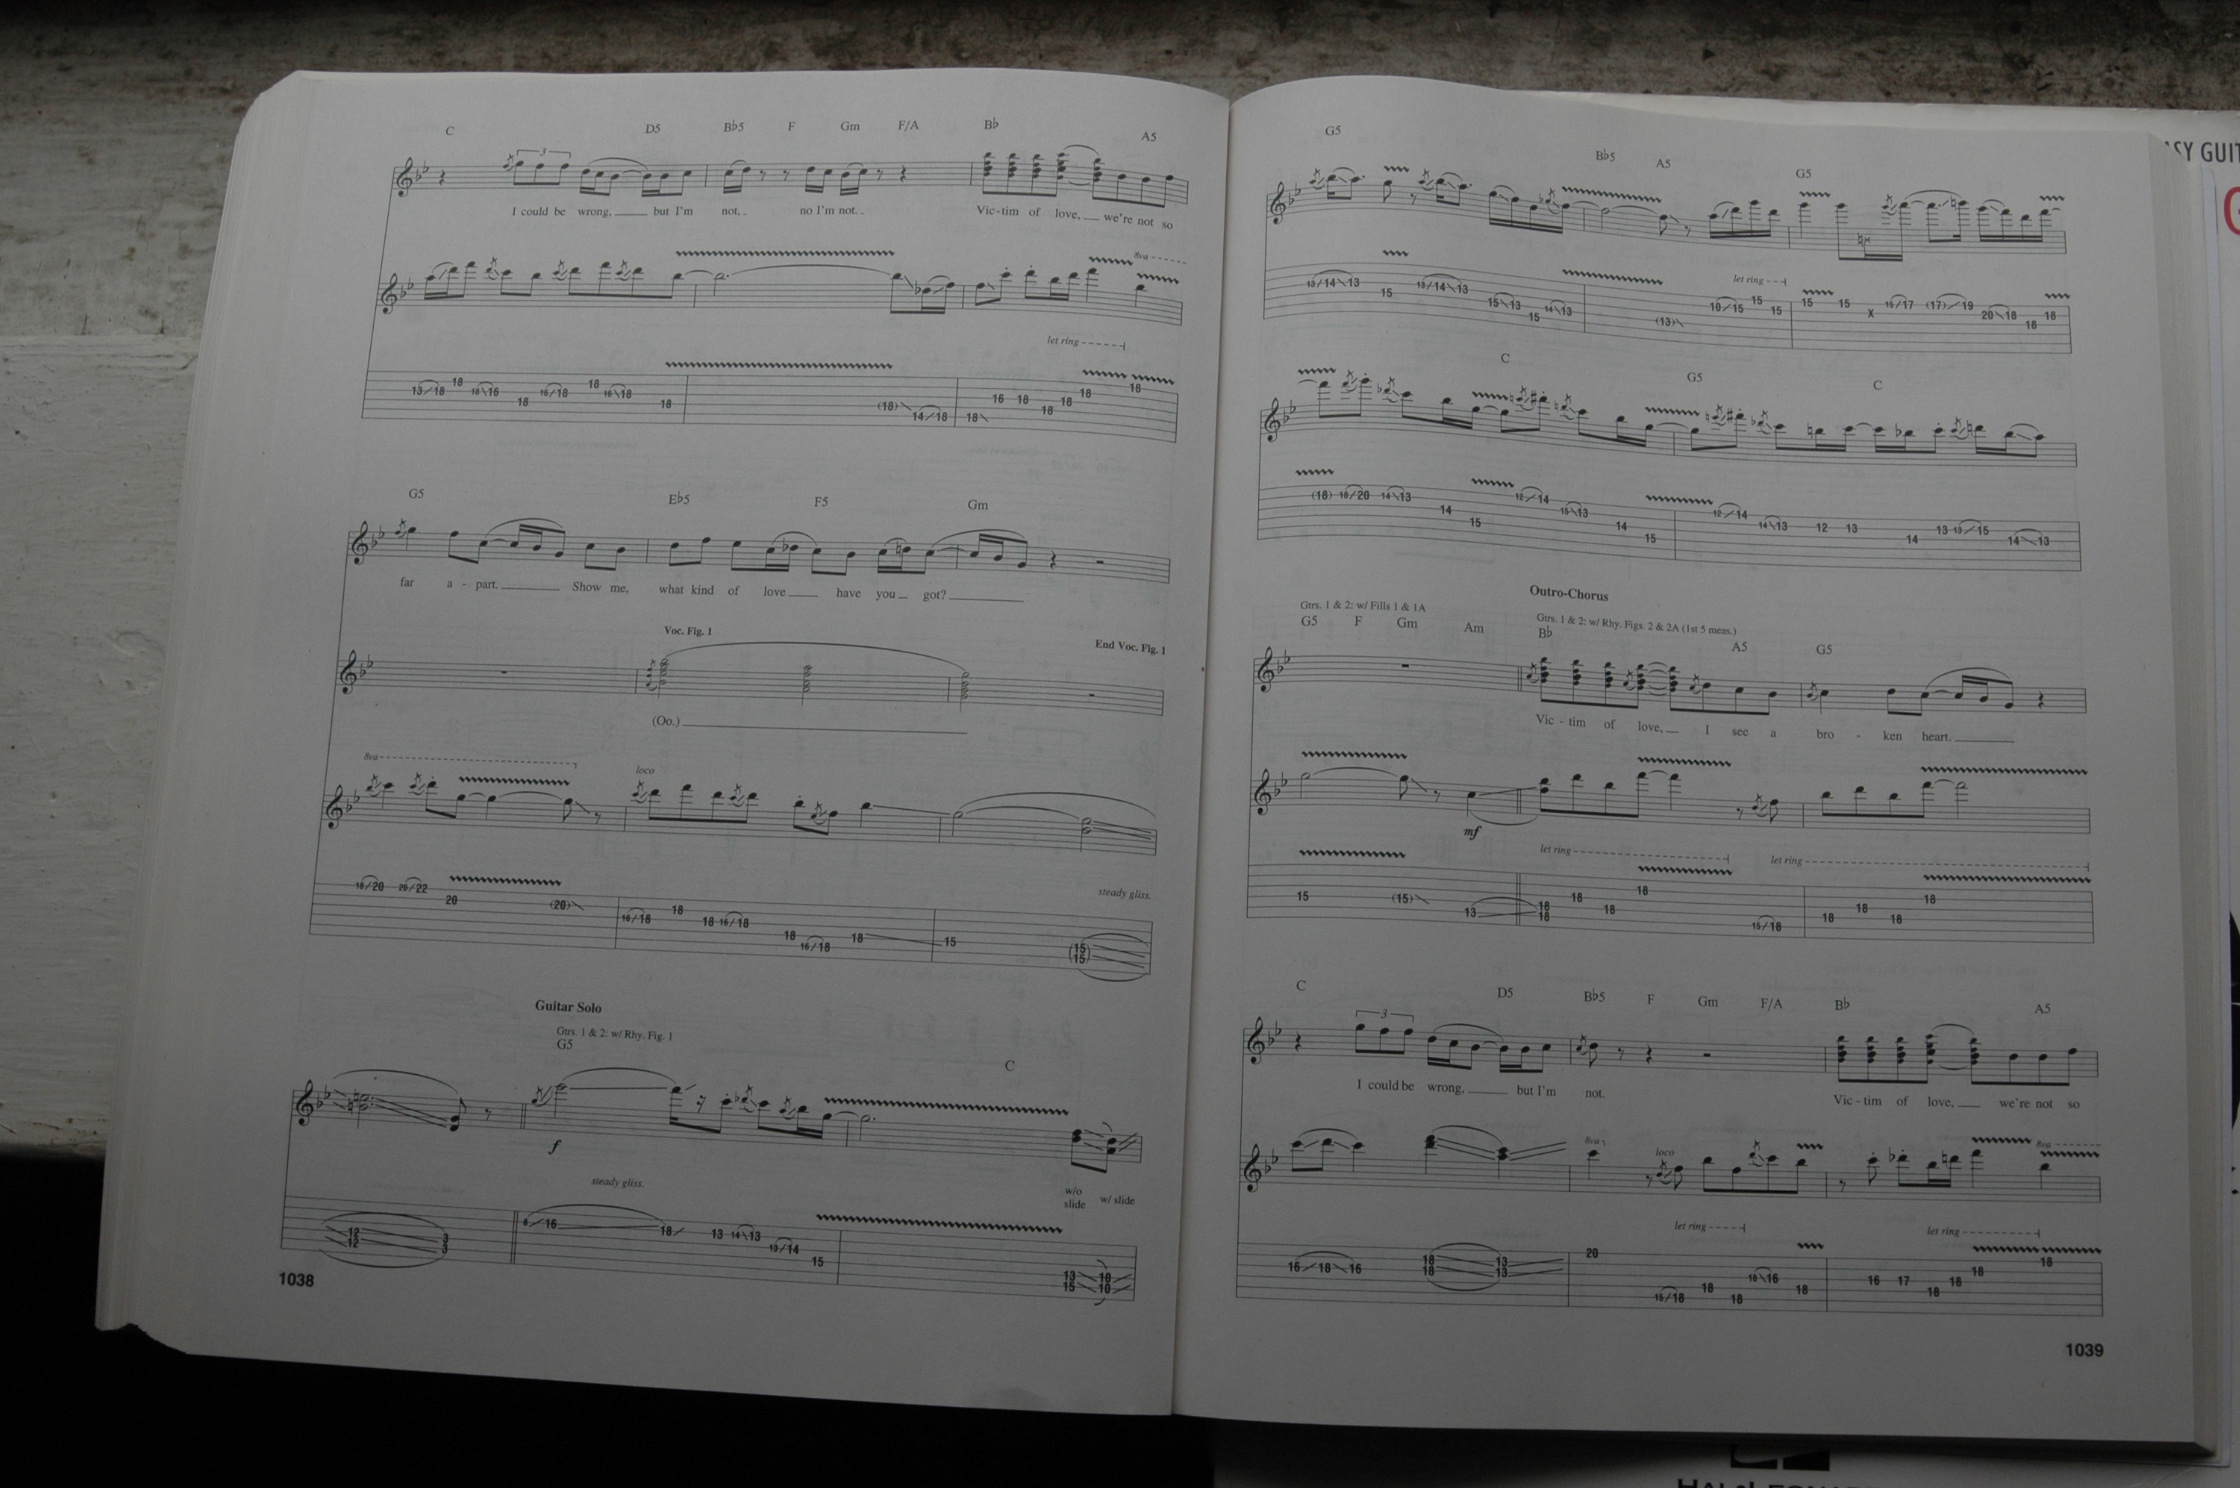 C D5 B♭5 F Gm F/A B♭ A5
3
I could be wrong, but I'm not, no I'm not. Vic-tim of love, we're not so
8va
let ring
13 18 18 18 16 18 16 18 18 16 18 18 (18) 14 18 18 16 18 18 18 18 18
G5 E♭5 F5 Gm
far a - part. Show me, what kind of love have you got?
Voc. Fig. 1 End Voc. Fig. 1
(Oo.)
8va loco
steady gliss.
18 20 20 22 20 (20) 16 18 18 18 16 18 18 16 18 18 15 (15 15)
Guitar Solo
Gtrs. 1 & 2: w/ Rhy. Fig. 1
G5 C
f
steady gliss. w/o slide w/ slide
12 12 3 3 16 18 13 14 13 13 14 15 13 15 10 10
1038
G5 B♭5 A5 G5
let ring
13 14 13 15 13 14 13 15 13 15 14 13 (13) 10 15 15 15 15 15 X 15 17 (17) 19 20 18 18 18
C G5 C
(18) 18 20 14 13 14 15 12 14 15 13 14 15 12 14 14 13 12 13 14 13 13 15 14 13
Outro-Chorus
Gtrs. 1 & 2: w/ Fills 1 & 1A Gtrs. 1 & 2: w/ Rhy. Figs. 2 & 2A (1st 5 meas.)
G5 F Gm Am B♭ A5 G5
Vic - tim of love, I see a bro - ken heart.
mf
let ring let ring
15 (15) 13 18 18 18 18 18 15 18 18 18 18 18
C D5 B♭5 F Gm F/A B♭ A5
3
I could be wrong, but I'm not. Vic - tim of love, we're not so
8va loco 8va
let ring let ring
16 18 16 18 18 13 13 20 15 18 18 18 18 16 18 16 17 18 18 18 18
1039